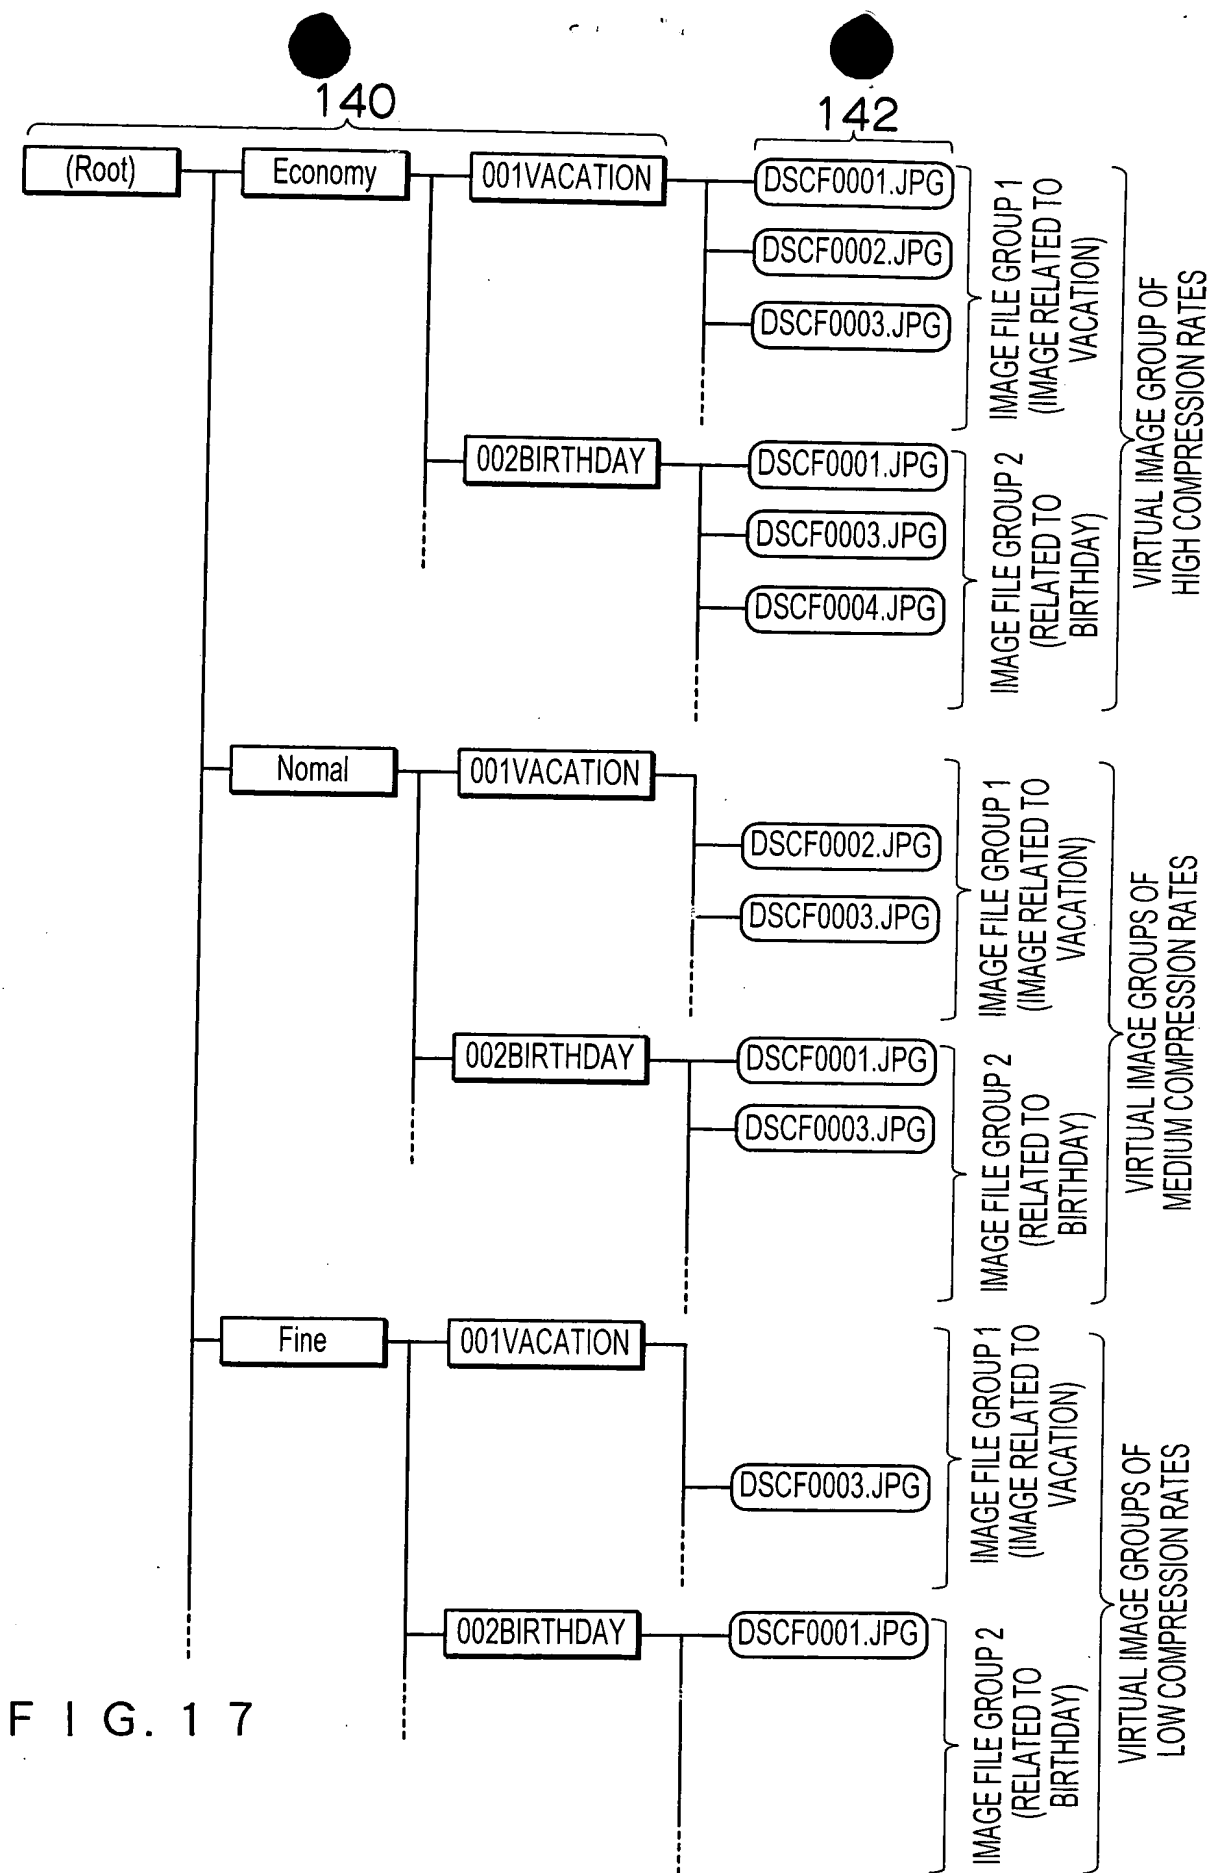 140
142
(Root)
Economy
001VACATION
DSCF0001.JPG
DSCF0002.JPG
DSCF0003.JPG
IMAGE FILE GROUP 1
(IMAGE RELATED TO
VACATION)
002BIRTHDAY
DSCF0001.JPG
DSCF0003.JPG
DSCF0004.JPG
IMAGE FILE GROUP 2
(RELATED TO
BIRTHDAY)
VIRTUAL IMAGE GROUP OF
HIGH COMPRESSION RATES
Nomal
001VACATION
DSCF0002.JPG
DSCF0003.JPG
IMAGE FILE GROUP 1
(IMAGE RELATED TO
VACATION)
002BIRTHDAY
DSCF0001.JPG
DSCF0003.JPG
IMAGE FILE GROUP 2
(RELATED TO
BIRTHDAY)
VIRTUAL IMAGE GROUPS OF
MEDIUM COMPRESSION RATES
Fine
001VACATION
DSCF0003.JPG
IMAGE FILE GROUP 1
(IMAGE RELATED TO
VACATION)
002BIRTHDAY
DSCF0001.JPG
IMAGE FILE GROUP 2
(RELATED TO
BIRTHDAY)
VIRTUAL IMAGE GROUPS OF
LOW COMPRESSION RATES
FIG. 17